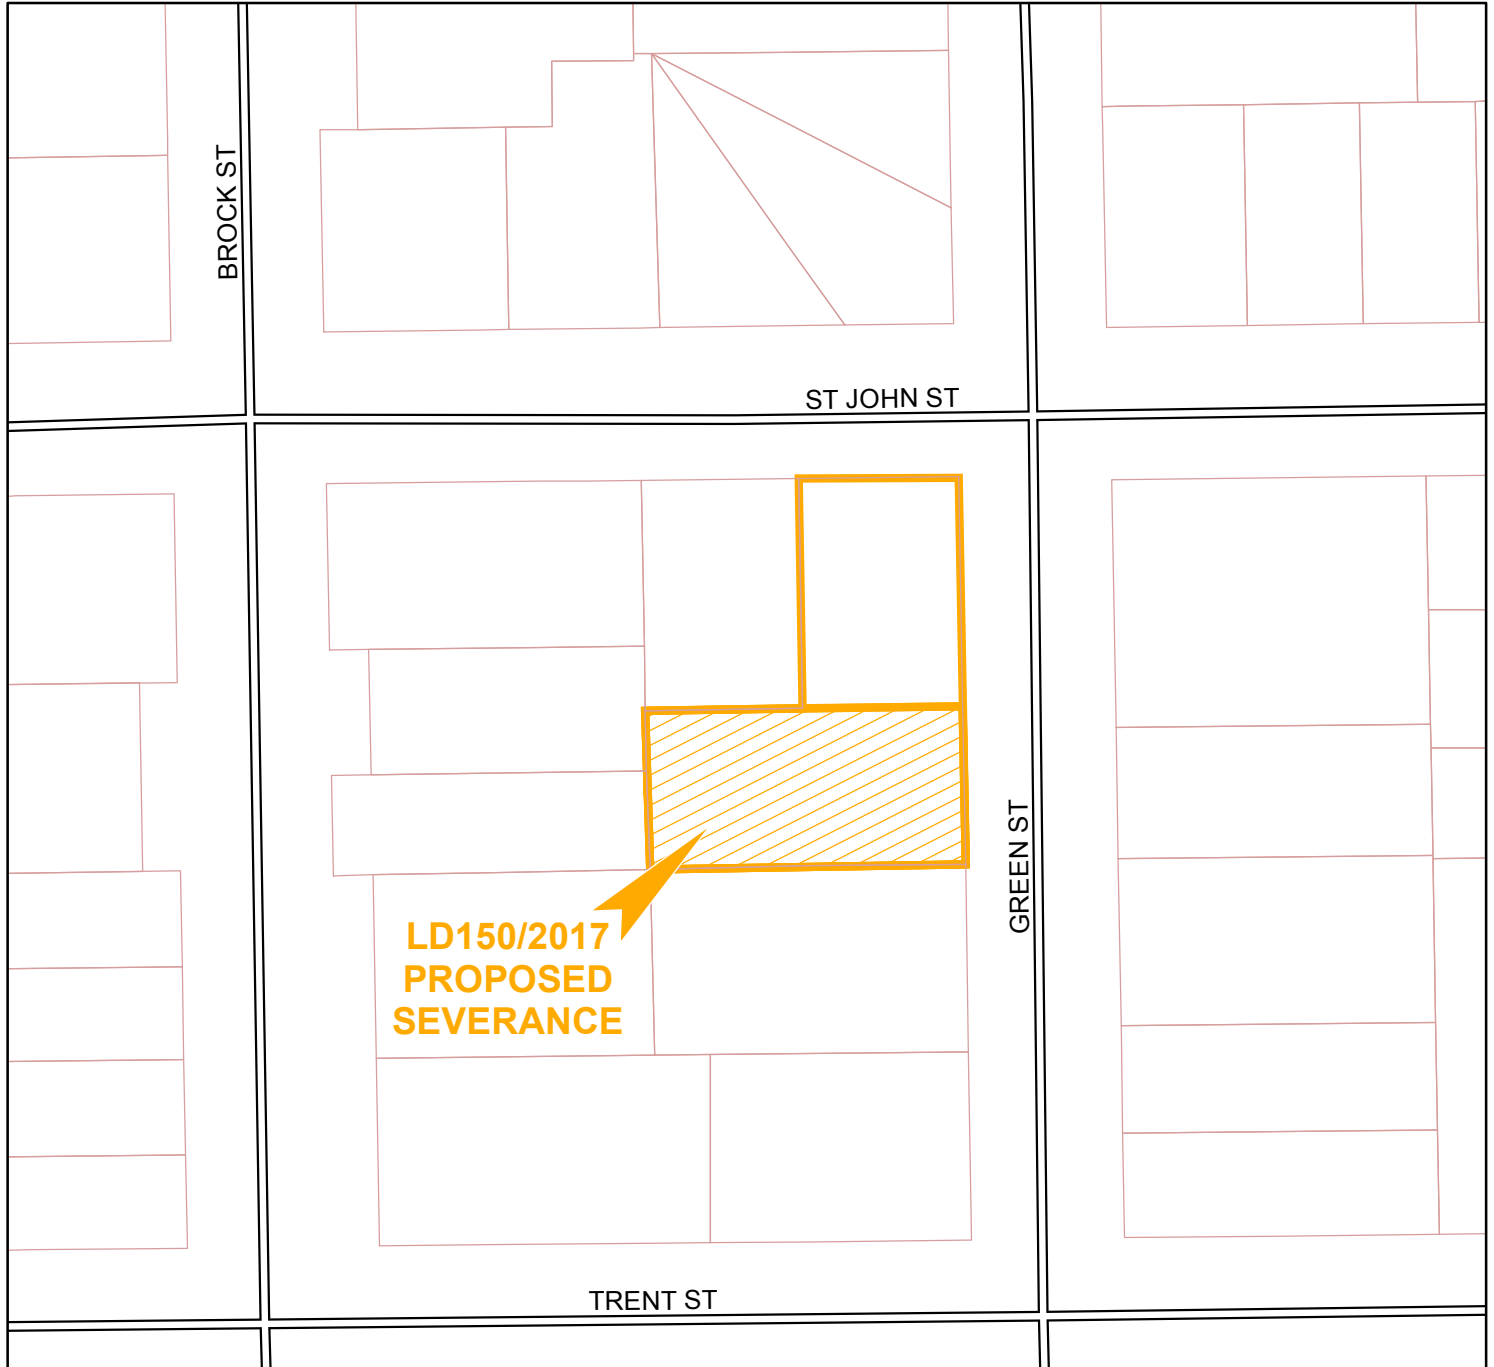 BROCK ST
ST JOHN ST
GREEN ST
LD150/2017
PROPOSED
SEVERANCE
TRENT ST